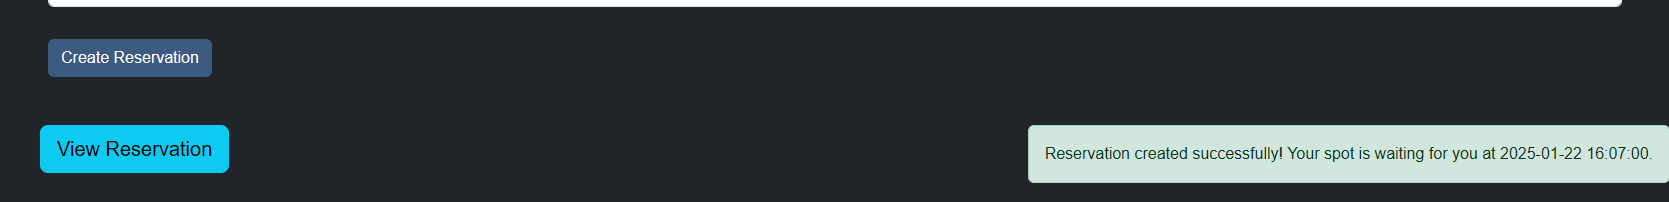 Create Reservation
View Reservation
Reservation created successfully! Your spot is waiting for you at 2025-01-22 16:07:00.